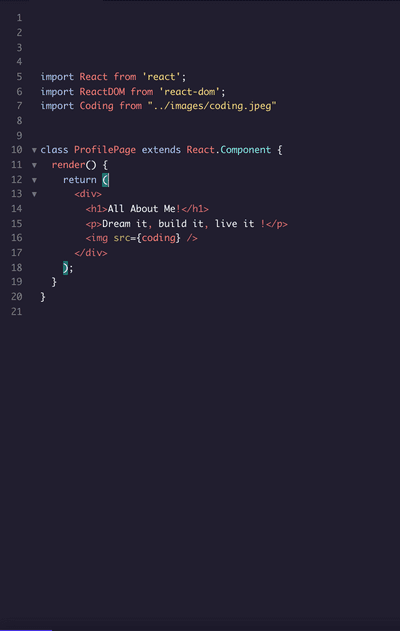 1
2
3
4
5 import React from 'react';
6 import ReactDOM from 'react-dom';
7 import Coding from "../images/coding.jpeg"
8
9
10 class ProfilePage extends React.Component {
11 render() {
12 return (
13 <div>
14 <h1>All About Me!</h1>
15 <p>Dream it, build it, live it !</p>
16 <img src={coding} />
17 </div>
18 );
19 }
20 }
21